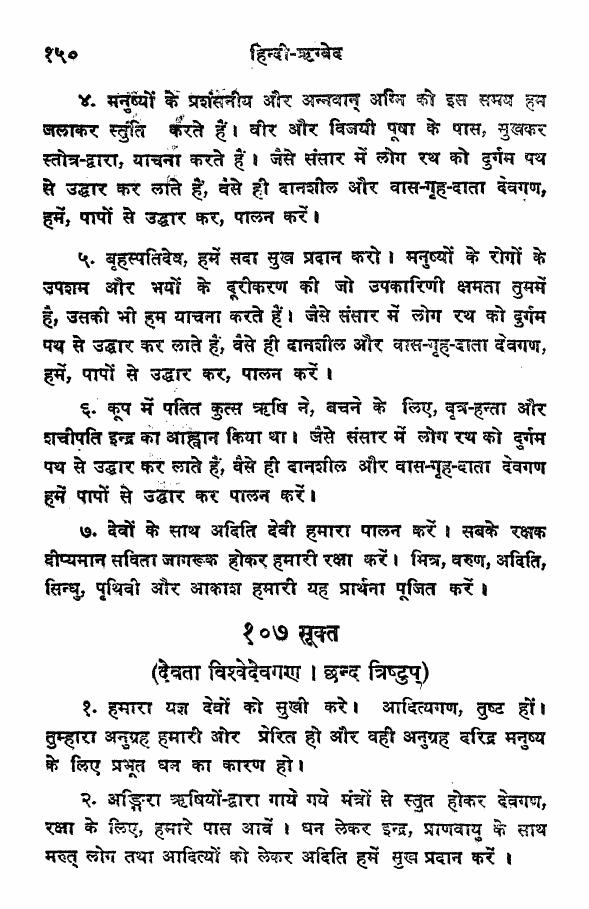 १५०
हिन्दी-ऋग्वेद
४. मनुष्यों के प्रशंसनीय और अन्नवान् अग्नि को इस समय हम
जलाकर स्तुति करते हैं। वीर और विजयी पूषा के पास, सुखकर
स्तोत्र-द्वारा, याचना करते हैं। जैसे संसार में लोग रथ को दुर्गम पथ
से उद्धार कर लाते हैं, वैसे ही दानशील और वास-गृह-दाता देवगण,
हमें, पापों से उद्धार कर, पालन करें।
५. बृहस्पतिदेव, हमें सदा सुख प्रदान करो। मनुष्यों के रोगों के
उपशम और भयों के दूरीकरण की जो उपकारिणी क्षमता तुममें
है, उसकी भी हम याचना करते हैं। जैसे संसार में लोग रथ को दुर्गम
पथ से उद्धार कर लाते हैं, वैसे ही दानशील और वास-गृह-दाता देवगण,
हमें, पापों से उद्धार कर, पालन करें।
६. कूप में पतित कुत्स ऋषि ने, बचने के लिए, वृत्र-हन्ता और
शचीपति इन्द्र का आह्वान किया था। जैसे संसार में लोग रथ को दुर्गम
पथ से उद्धार कर लाते हैं, वैसे ही दानशील और वास-गृह-दाता देवगण
हमें पापों से उद्धार कर पालन करें।
७. देवों के साथ अदिति देवी हमारा पालन करें। सबके रक्षक
दीप्यमान सविता जागरूक होकर हमारी रक्षा करें। मित्र, वरुण, अदिति,
सिन्धु, पृथिवी और आकाश हमारी यह प्रार्थना पूजित करें।
१०७ सूक्त
(देवता विश्वेदेवगण। छन्द त्रिष्टुप्)
१. हमारा यज्ञ देवों को सुखी करे। आदित्यगण, तुष्ट हों।
तुम्हारा अनुग्रह हमारी ओर प्रेरित हो और वही अनुग्रह दरिद्र मनुष्य
के लिए प्रभूत धन का कारण हो।
२. अङ्गिरा ऋषियों-द्वारा गाये गये मंत्रों से स्तुत होकर देवगण,
रक्षा के लिए, हमारे पास आवें। धन लेकर इन्द्र, प्राणवायु के साथ
मरुत् लोग तथा आदित्यों को लेकर अदिति हमें सुख प्रदान करें।